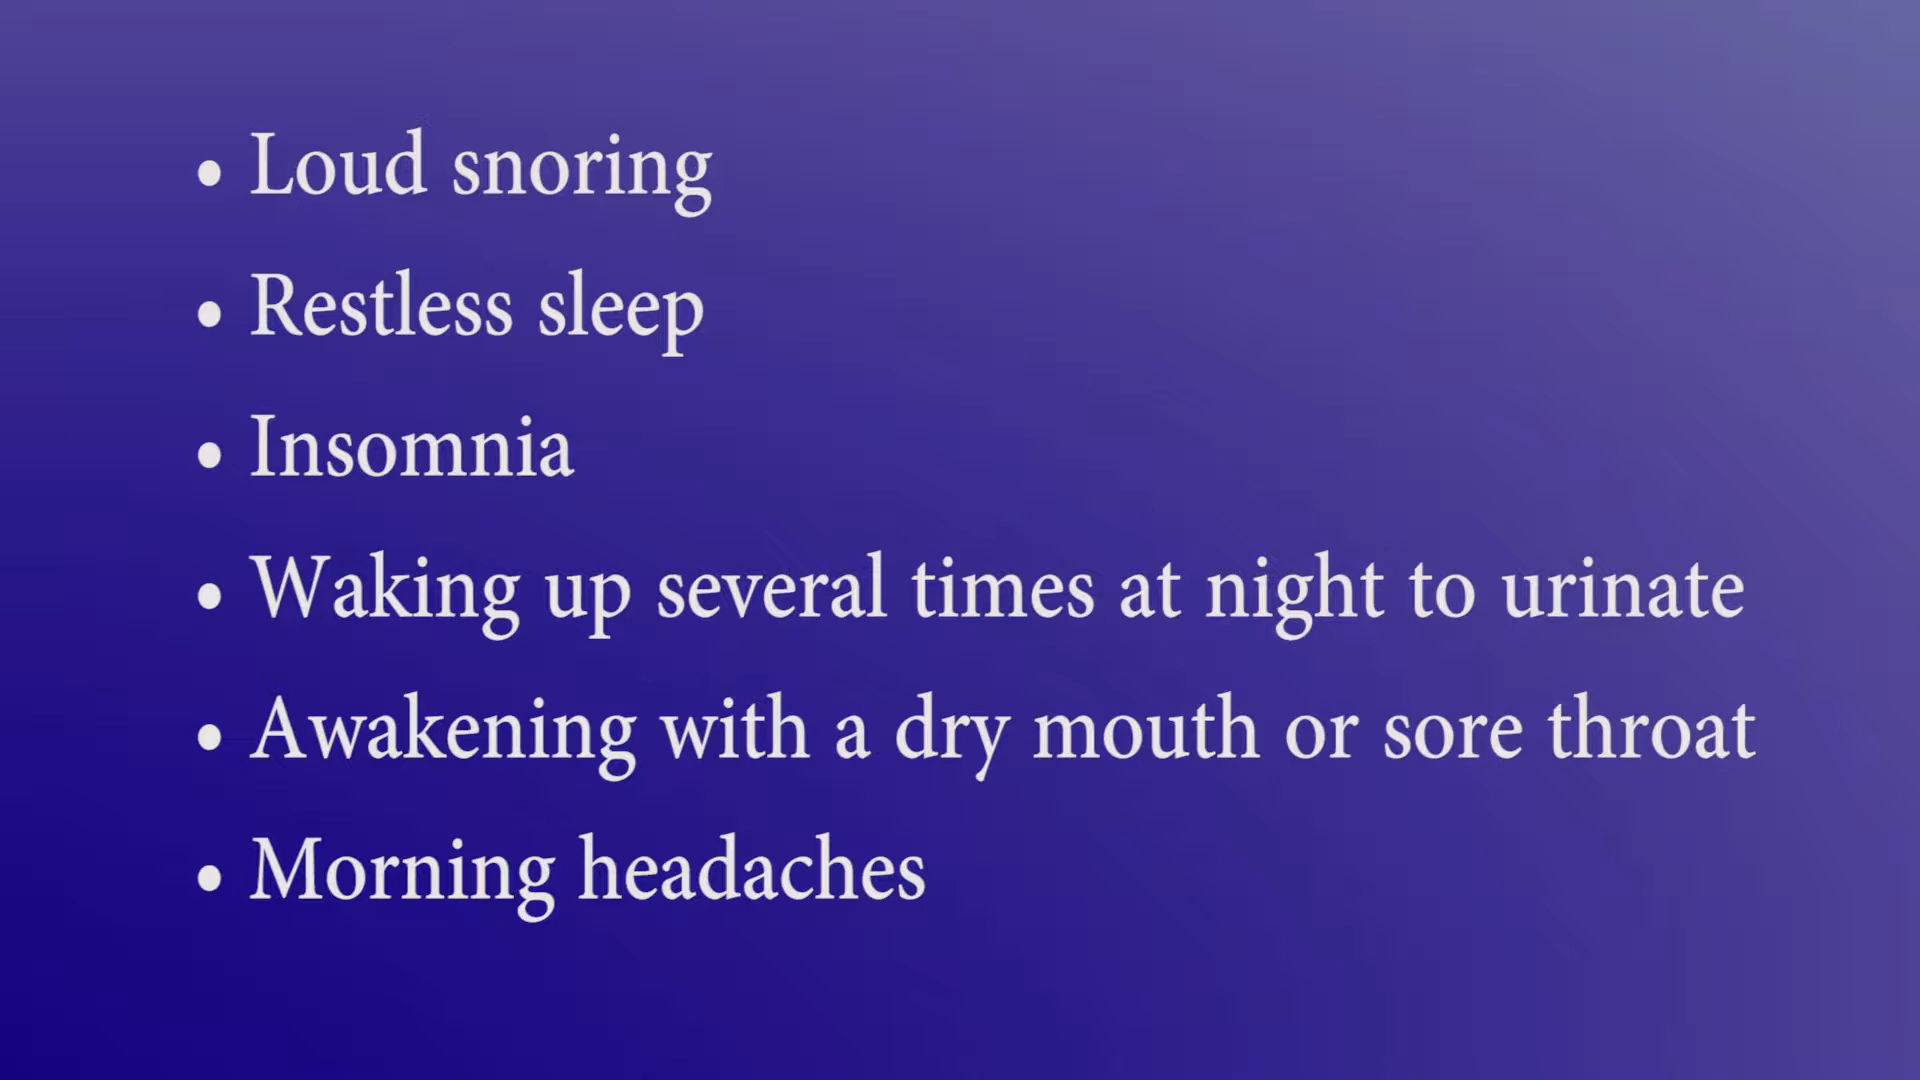 • Loud snoring
• Restless sleep
• Insomnia
• Waking up several times at night to urinate
• Awakening with a dry mouth or sore throat
• Morning headaches